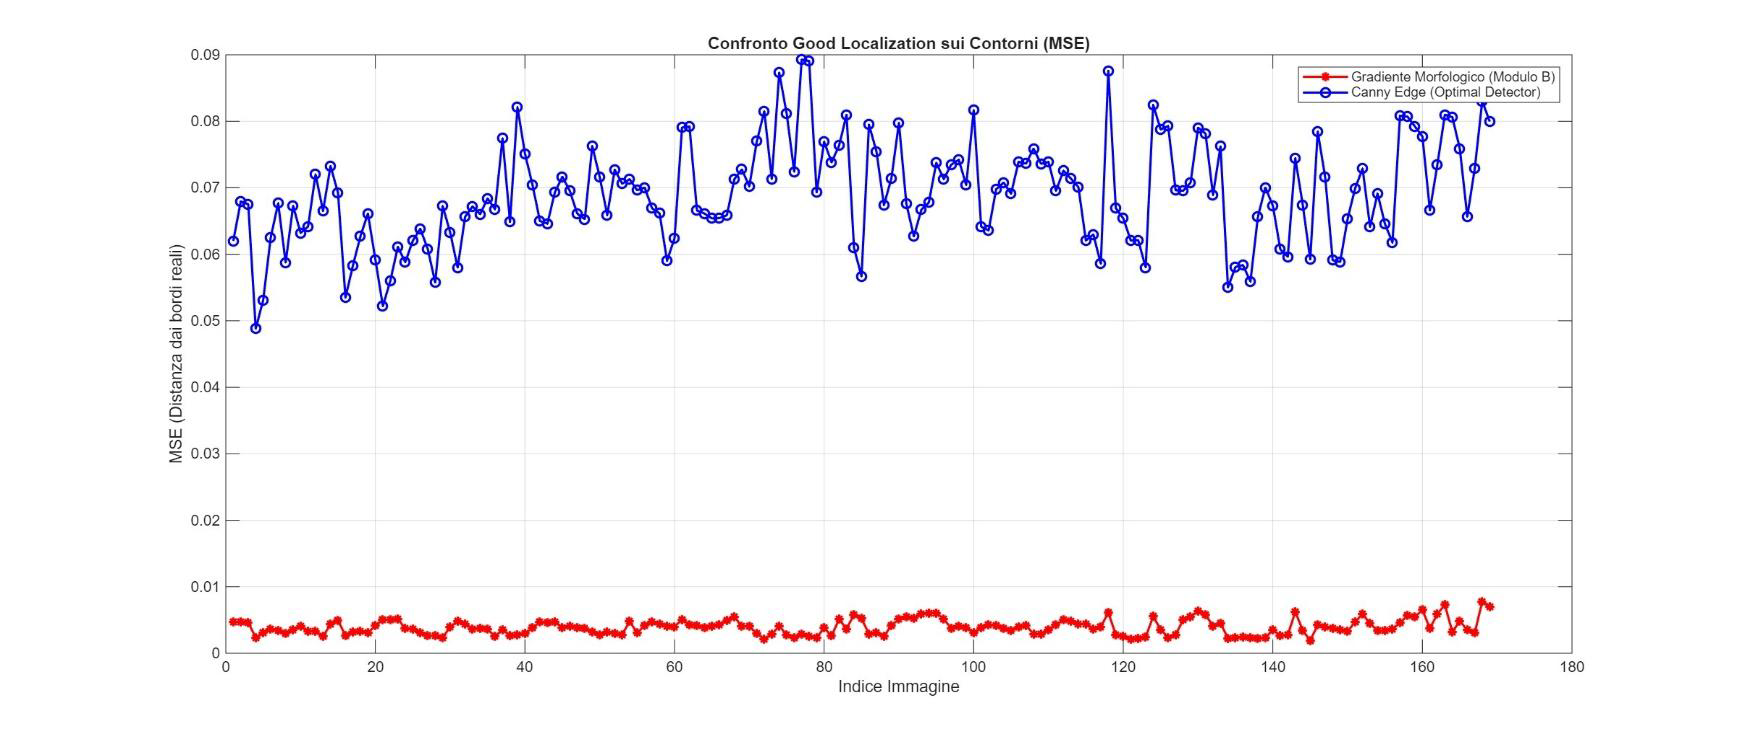 Confronto Good Localization sui Contorni (MSE)
Gradiente Morfologico (Modulo B)
Canny Edge (Optimal Detector)
MSE (Distanza dai bordi reali)
0.09
0.08
0.07
0.06
0.05
0.04
0.03
0.02
0.01
0
0 20 40 60 80 100 120 140 160 180
Indice Immagine